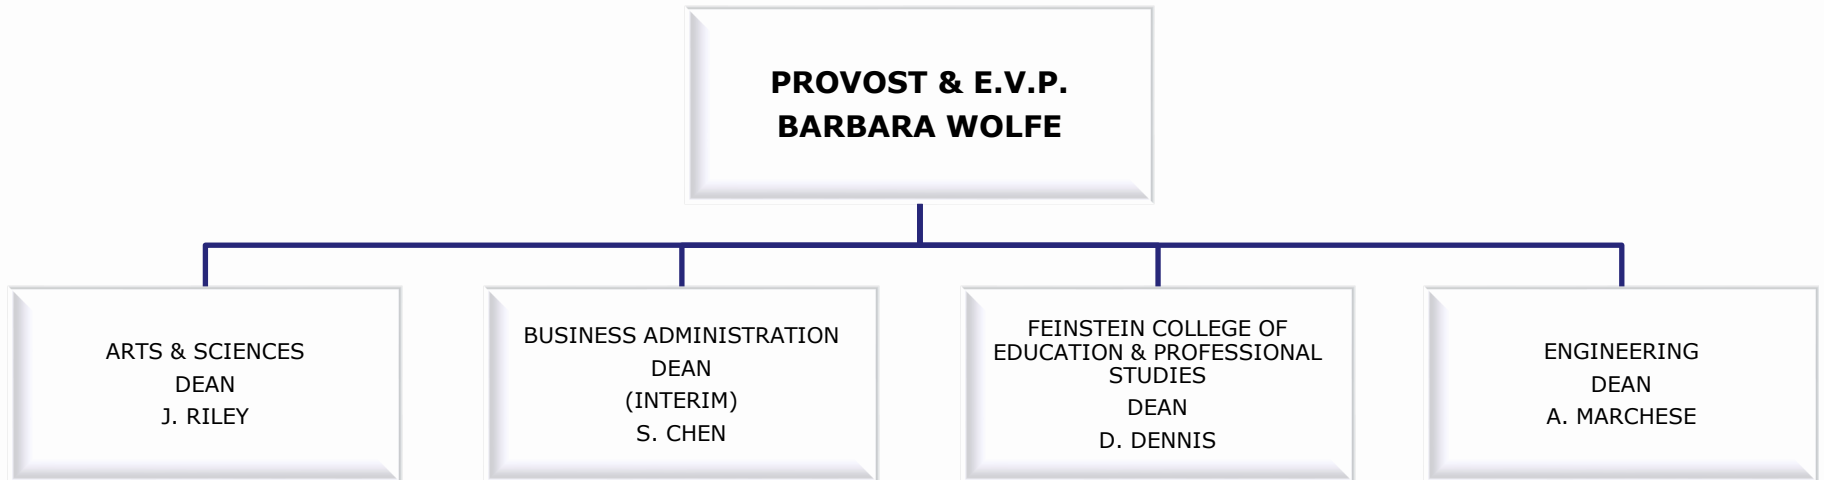 PROVOST & E.V.P.
BARBARA WOLFE
ARTS & SCIENCES
DEAN
J. RILEY
BUSINESS ADMINISTRATION
DEAN
(INTERIM)
S. CHEN
FEINSTEIN COLLEGE OF
EDUCATION & PROFESSIONAL
STUDIES
DEAN
D. DENNIS
ENGINEERING
DEAN
A. MARCHESE